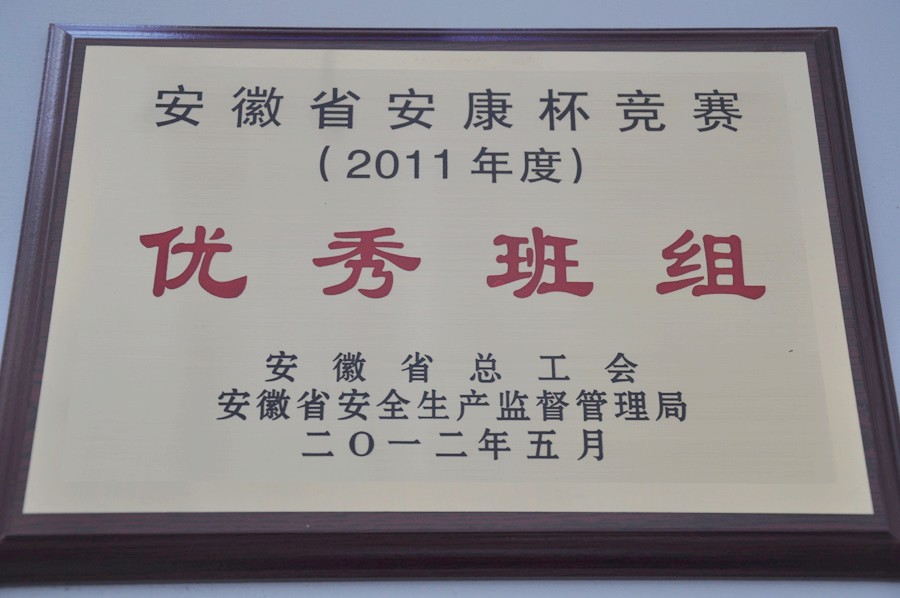 安徽省安康杯竞赛
（2011年度）
优秀班组
安徽省总工会
安徽省安全生产监督管理局
二〇一二年五月